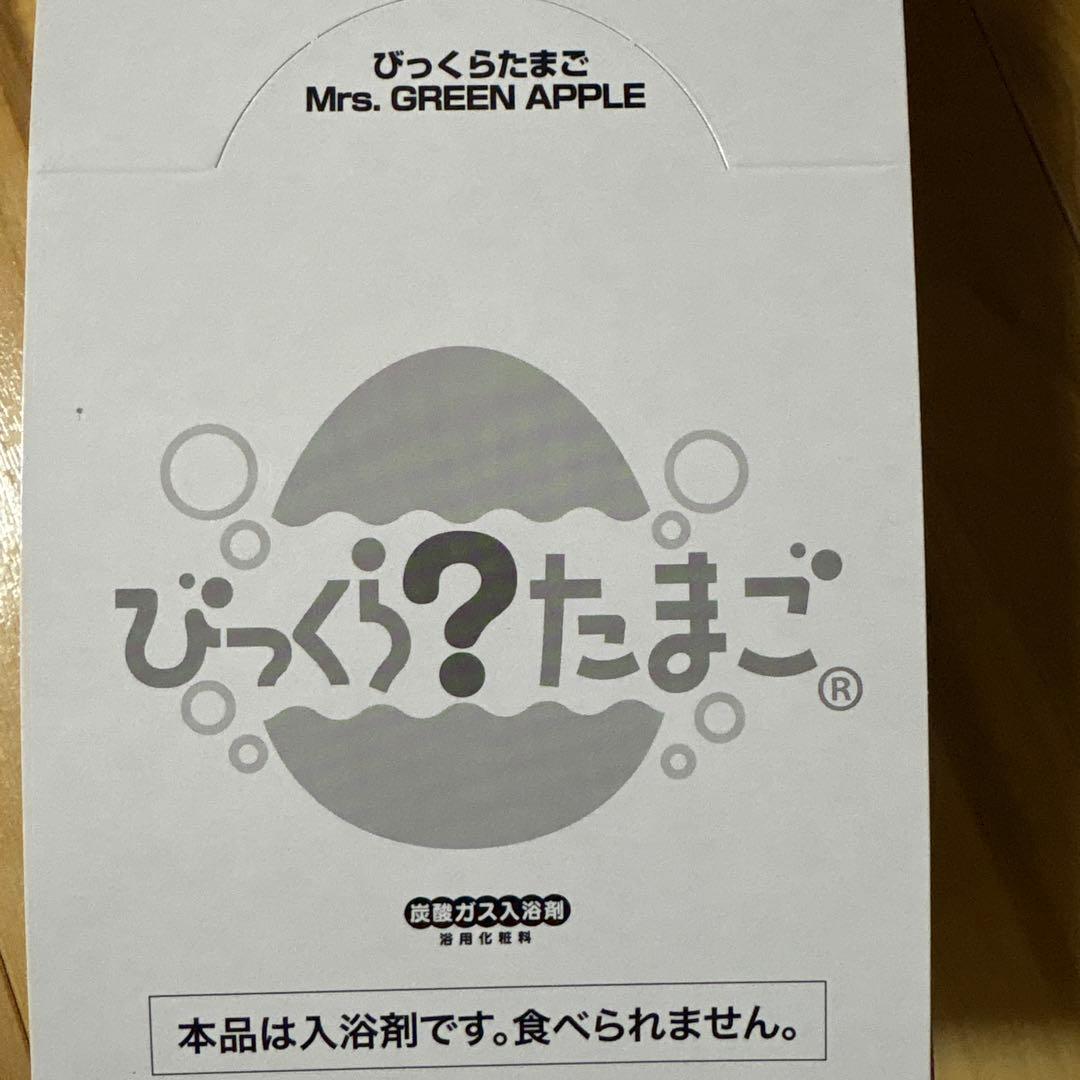 びっくらたまご
Mrs. GREEN APPLE
びっくら?たまご®
炭酸ガス入浴剤
浴用化粧料
本品は入浴剤です。食べられません。